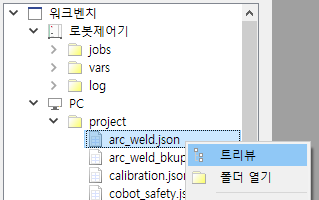 워크벤치
로봇제어기
jobs
vars
log
PC
project
arc_weld.json
트리뷰
arc_weld_bkup
폴더 열기
calibration.json
cobot_safety.js